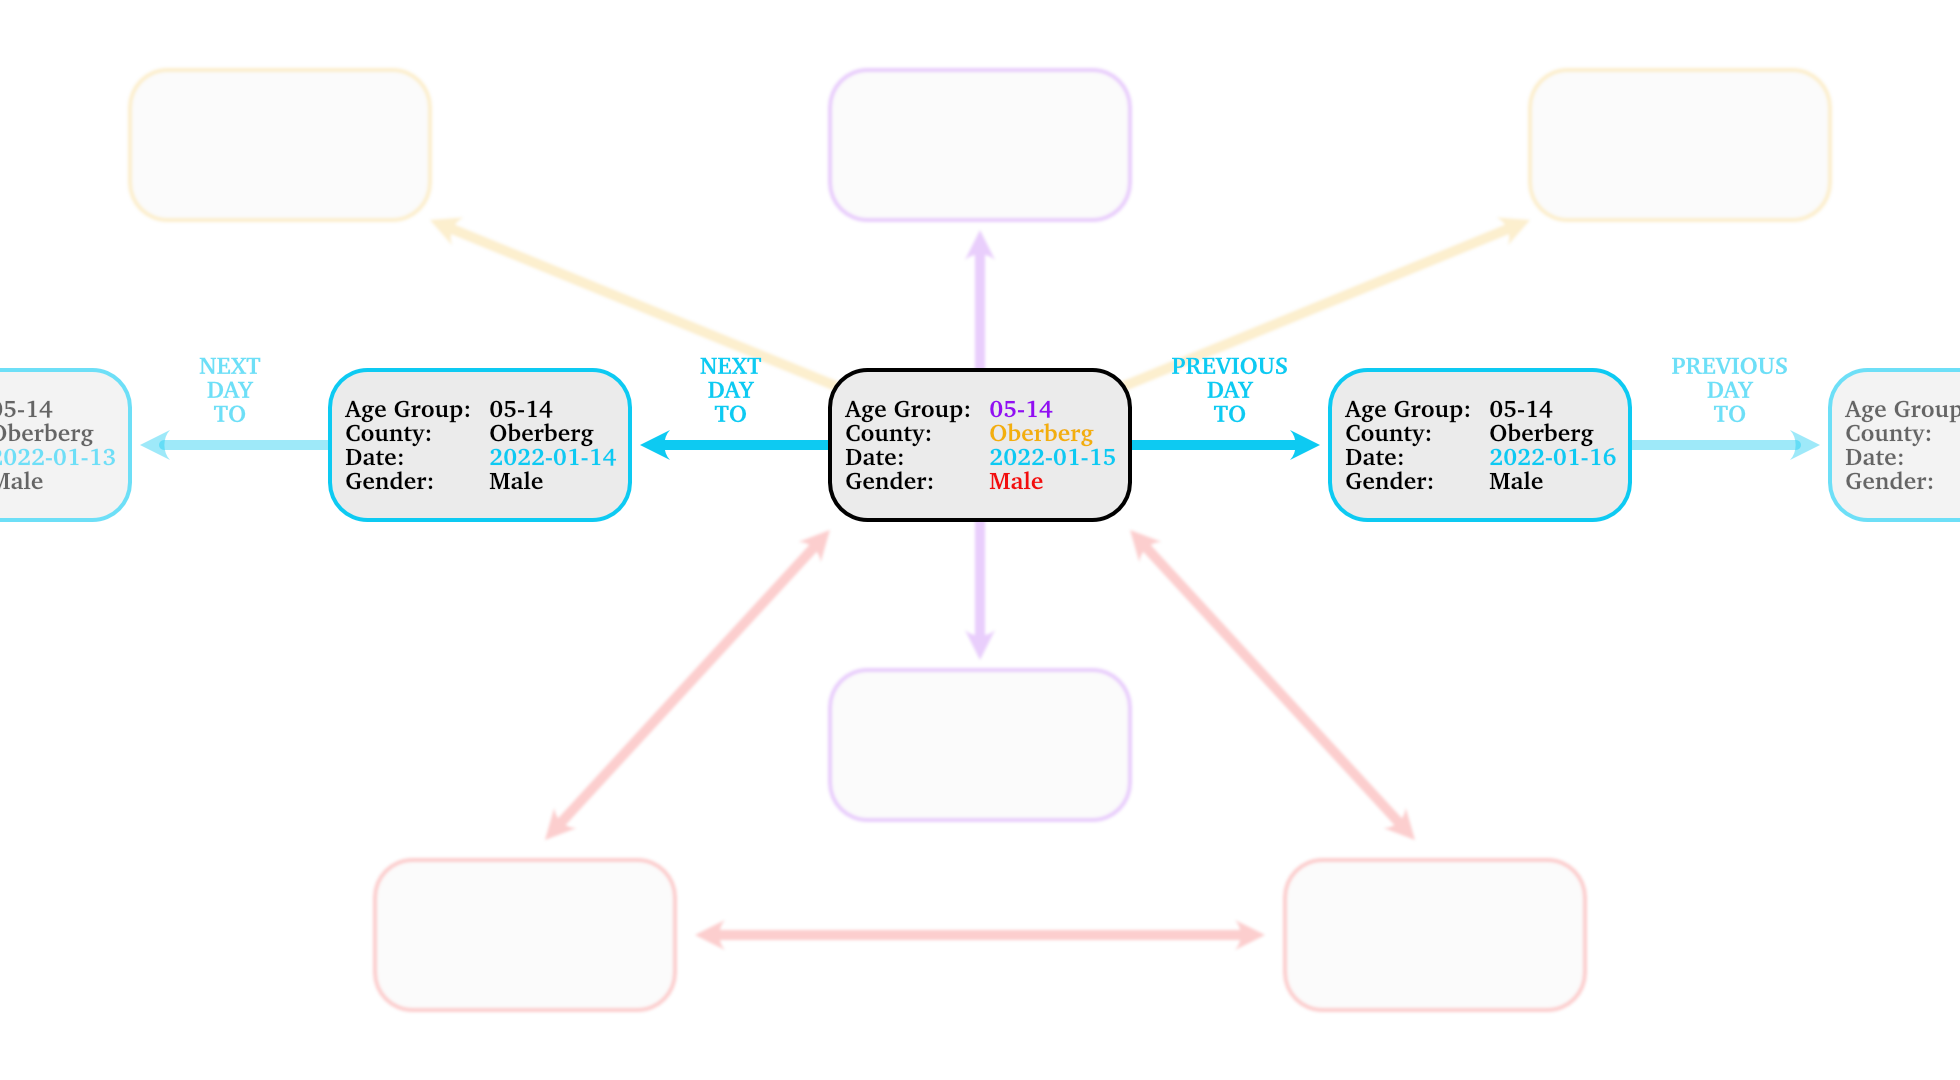 NEXT
DAY
TO
NEXT
DAY
TO
PREVIOUS
DAY
TO
PREVIOUS
DAY
TO
05-14
Oberberg
2022-01-13
Male
Age Group: 05-14
County: Oberberg
Date: 2022-01-14
Gender: Male
Age Group: 05-14
County: Oberberg
Date: 2022-01-15
Gender: Male
Age Group: 05-14
County: Oberberg
Date: 2022-01-16
Gender: Male
Age Group
County:
Date:
Gender: